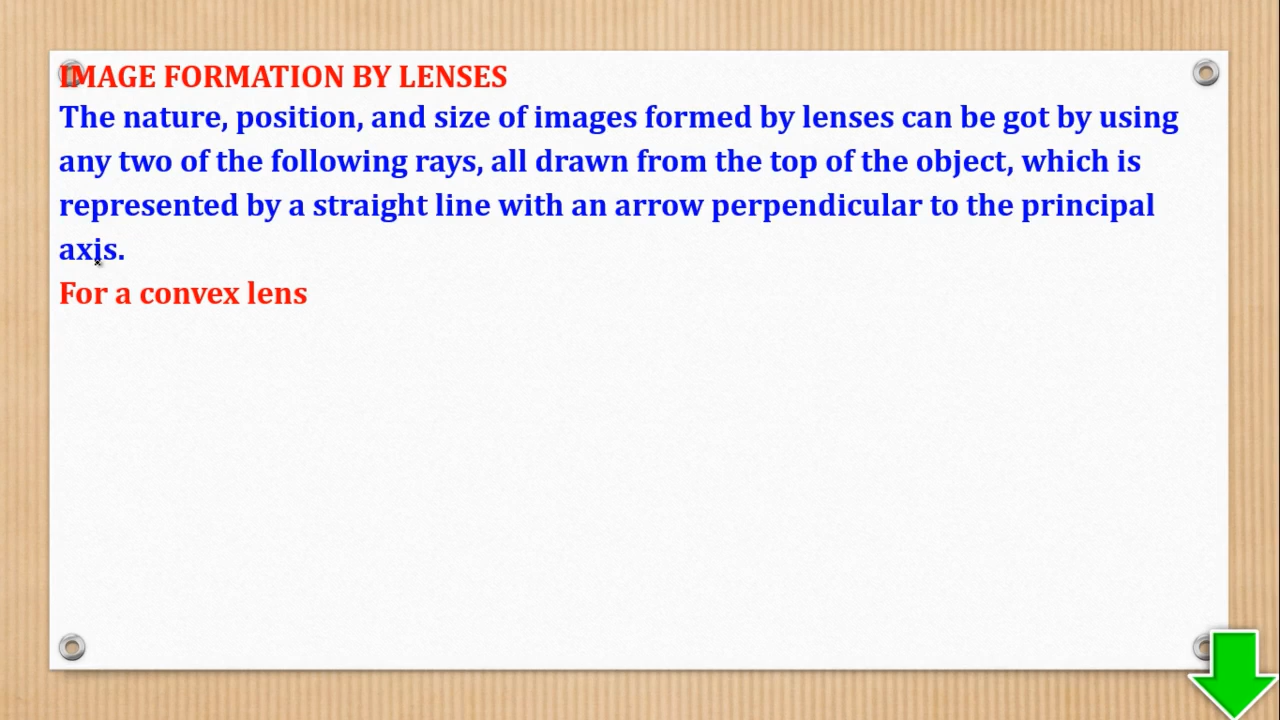 IMAGE FORMATION BY LENSES
The nature, position, and size of images formed by lenses can be got by using
any two of the following rays, all drawn from the top of the object, which is
represented by a straight line with an arrow perpendicular to the principal
axis.
For a convex lens